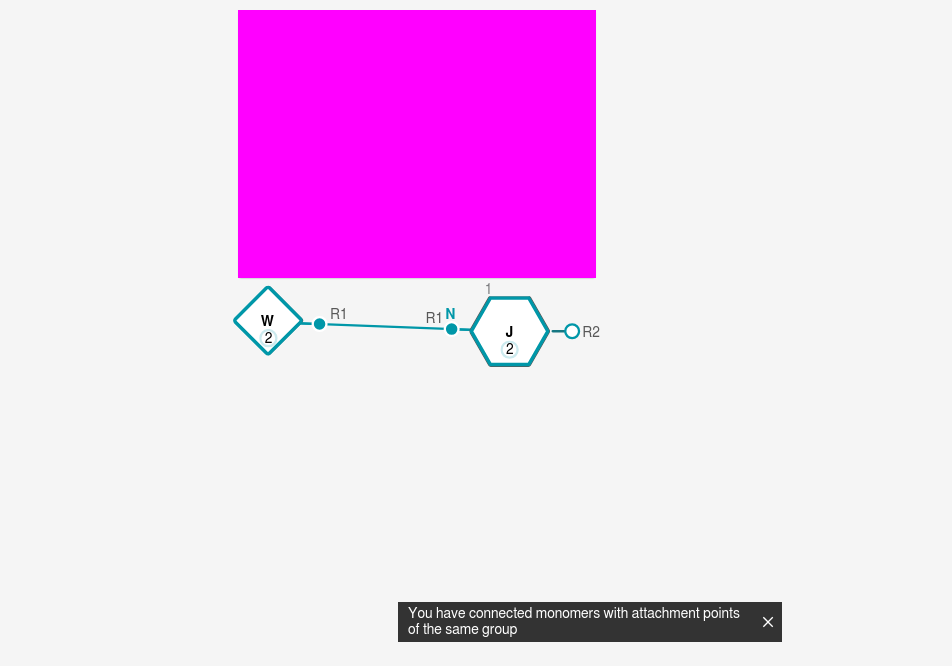 1
W
2
R1
R1
N
J
2
R2
You have connected monomers with attachment points
of the same group